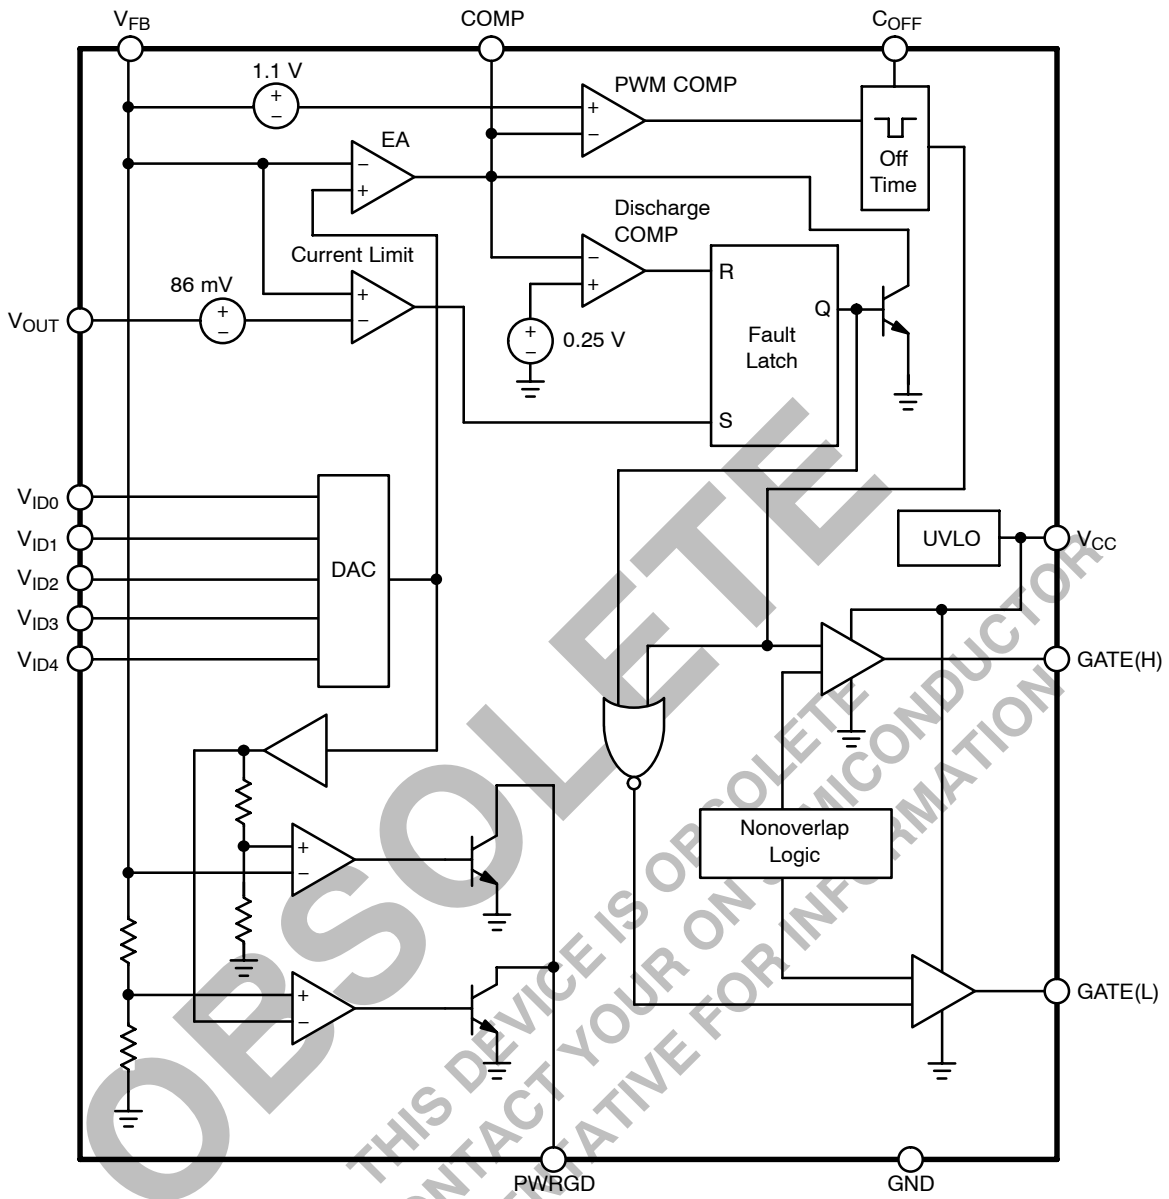 VFB
COMP
COFF
1.1 V
+
−
PWM COMP
+
−
EA
−
+
Off
Time
Discharge
COMP
−
+
Current Limit
+
−
86 mV
+
−
VOUT
0.25 V
+
−
R
Q
Fault
Latch
S
VID0
VID1
VID2
VID3
VID4
DAC
UVLO
VCC
GATE(H)
Nonoverlap
Logic
+
−
+
−
GATE(L)
PWRGD
GND
OBSOLETE
THIS DEVICE IS OBSOLETE
CONTACT YOUR ON SEMICONDUCTOR
FOR INFORMATION